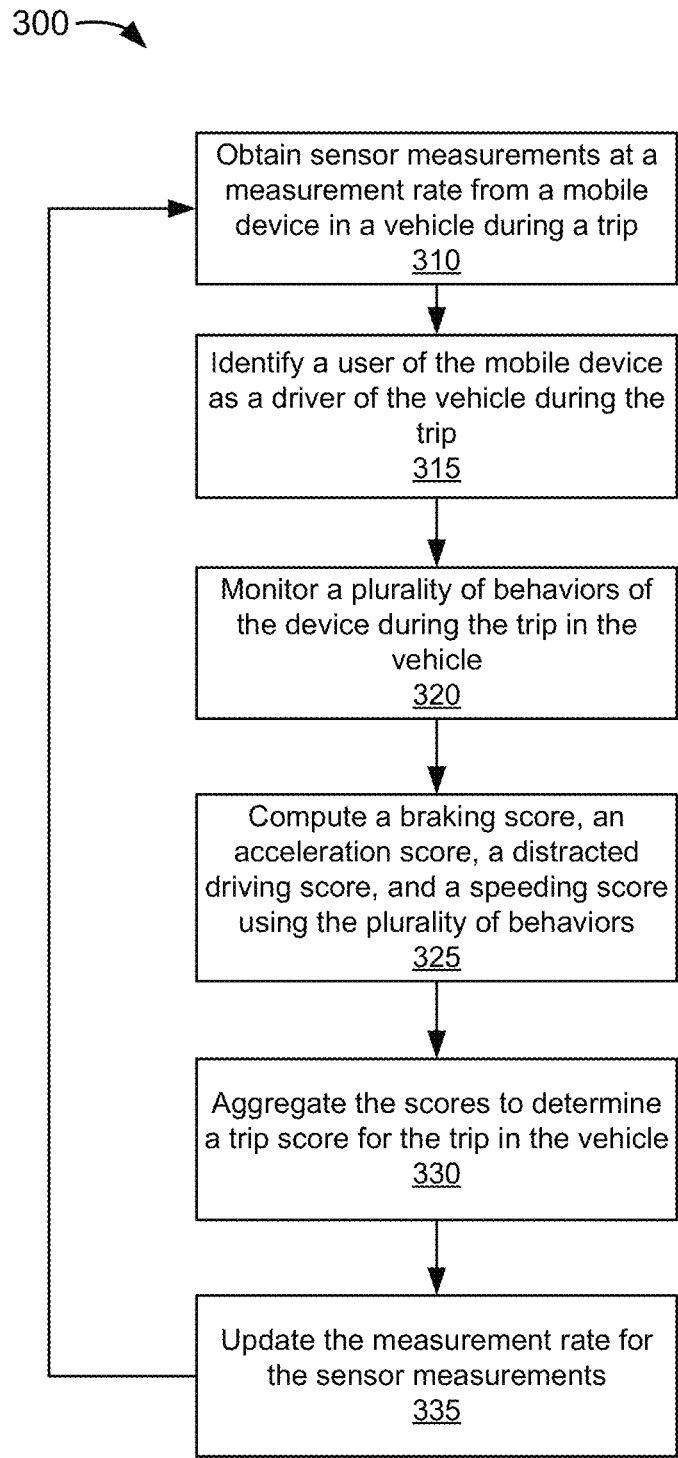 300
Obtain sensor measurements at a
measurement rate from a mobile
device in a vehicle during a trip
310
Identify a user of the mobile device
as a driver of the vehicle during the
trip
315
Monitor a plurality of behaviors of
the device during the trip in the
vehicle
320
Compute a braking score, an
acceleration score, a distracted
driving score, and a speeding score
using the plurality of behaviors
325
Aggregate the scores to determine
a trip score for the trip in the vehicle
330
Update the measurement rate for
the sensor measurements
335